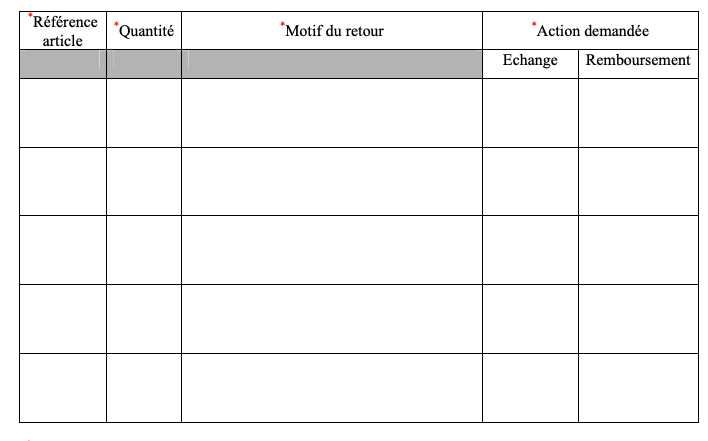 *Référence article
*Quantité
*Motif du retour
*Action demandée
Echange
Remboursement